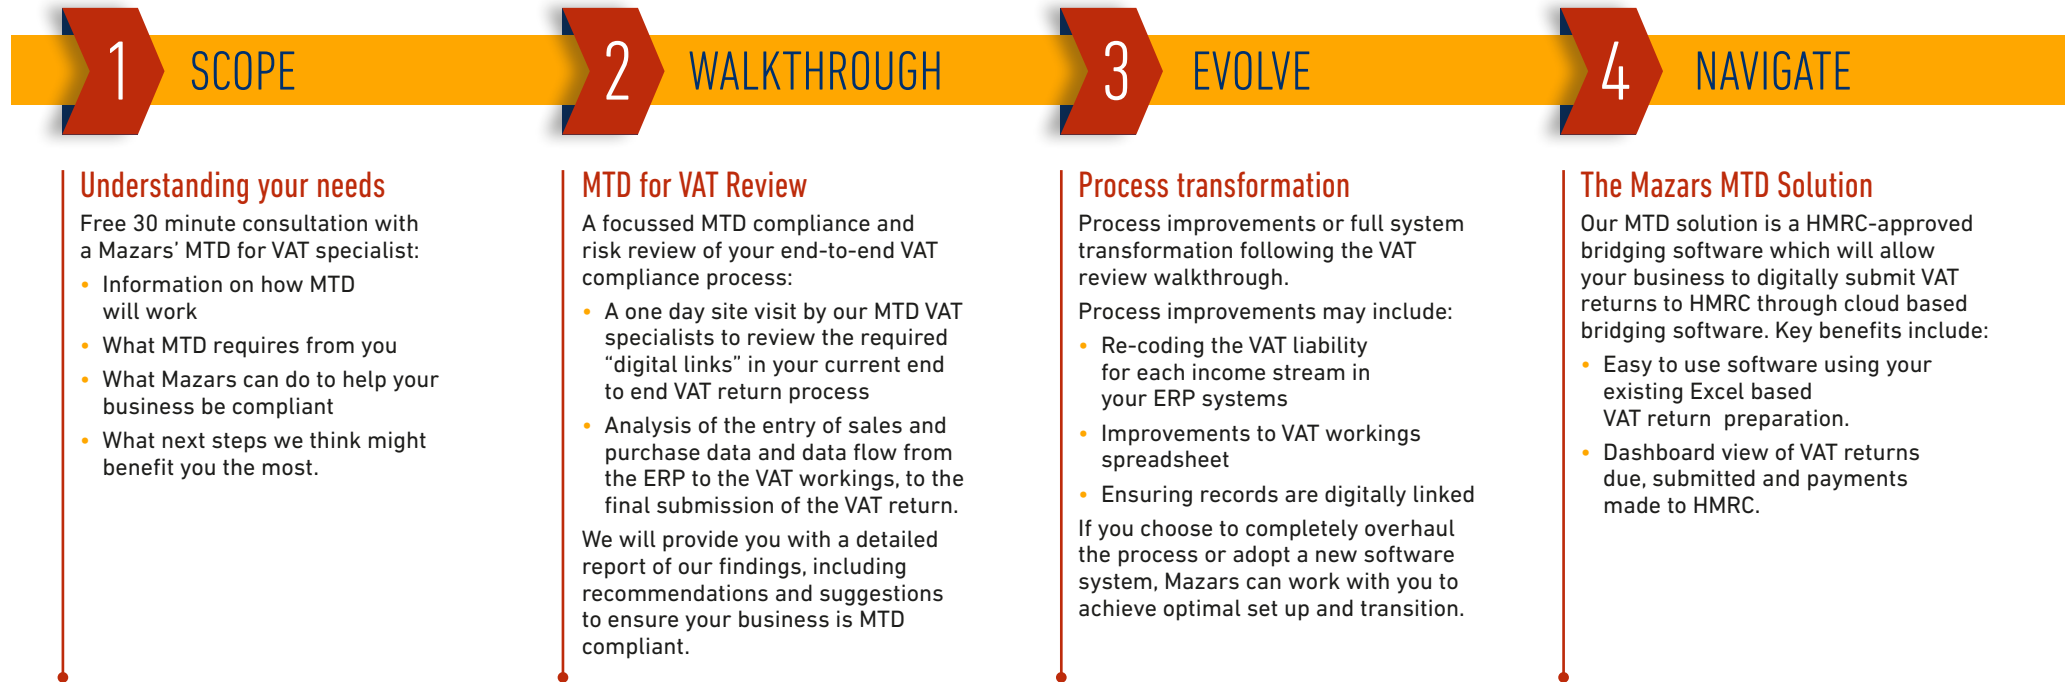 1 SCOPE
Understanding your needs
Free 30 minute consultation with
a Mazars’ MTD for VAT specialist:
• Information on how MTD
will work
• What MTD requires from you
• What Mazars can do to help your
business be compliant
• What next steps we think might
benefit you the most.
2 WALKTHROUGH
MTD for VAT Review
A focussed MTD compliance and
risk review of your end-to-end VAT
compliance process:
• A one day site visit by our MTD VAT
specialists to review the required
“digital links” in your current end
to end VAT return process
• Analysis of the entry of sales and
purchase data and data flow from
the ERP to the VAT workings, to the
final submission of the VAT return.
We will provide you with a detailed
report of our findings, including
recommendations and suggestions
to ensure your business is MTD
compliant.
3 EVOLVE
Process transformation
Process improvements or full system
transformation following the VAT
review walkthrough.
Process improvements may include:
• Re-coding the VAT liability
for each income stream in
your ERP systems
• Improvements to VAT workings
spreadsheet
• Ensuring records are digitally linked
If you choose to completely overhaul
the process or adopt a new software
system, Mazars can work with you to
achieve optimal set up and transition.
4 NAVIGATE
The Mazars MTD Solution
Our MTD solution is a HMRC-approved
bridging software which will allow
your business to digitally submit VAT
returns to HMRC through cloud based
bridging software. Key benefits include:
• Easy to use software using your
existing Excel based
VAT return preparation.
• Dashboard view of VAT returns
due, submitted and payments
made to HMRC.